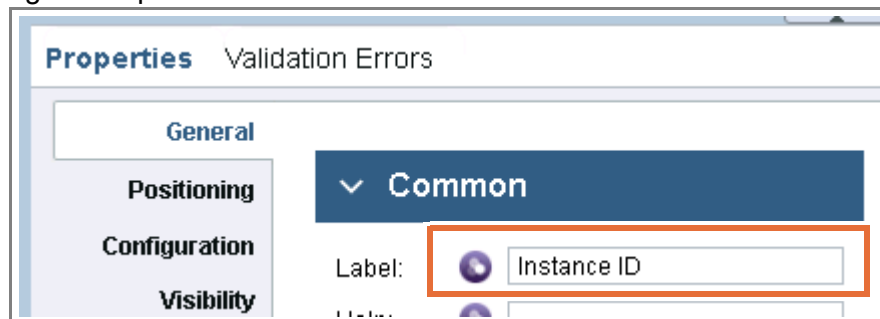 Properties Validation Errors
General
Common
Positioning
Configuration
Label: Instance ID
Visibility